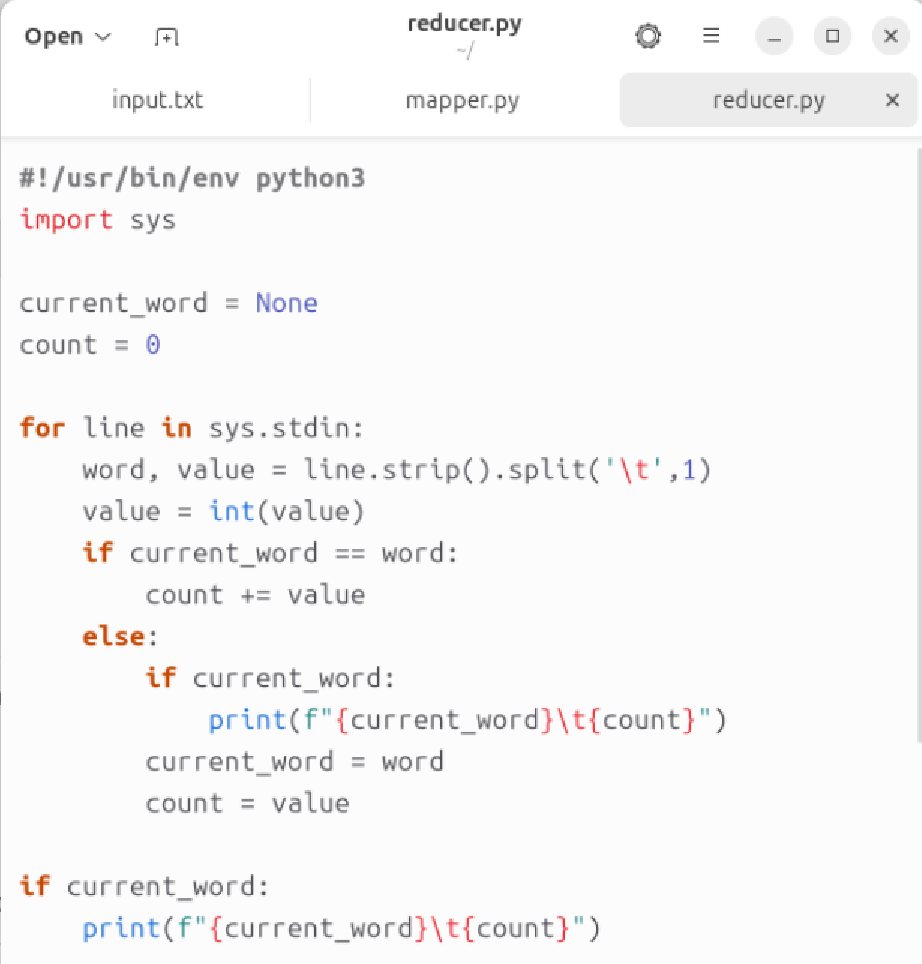 Open
reducer.py
~/
input.txt
mapper.py
reducer.py
#!/usr/bin/env python3
import sys

current_word = None
count = 0

for line in sys.stdin:
    word, value = line.strip().split('\t',1)
    value = int(value)
    if current_word == word:
        count += value
    else:
        if current_word:
            print(f"{current_word}\t{count}")
        current_word = word
        count = value

if current_word:
    print(f"{current_word}\t{count}")